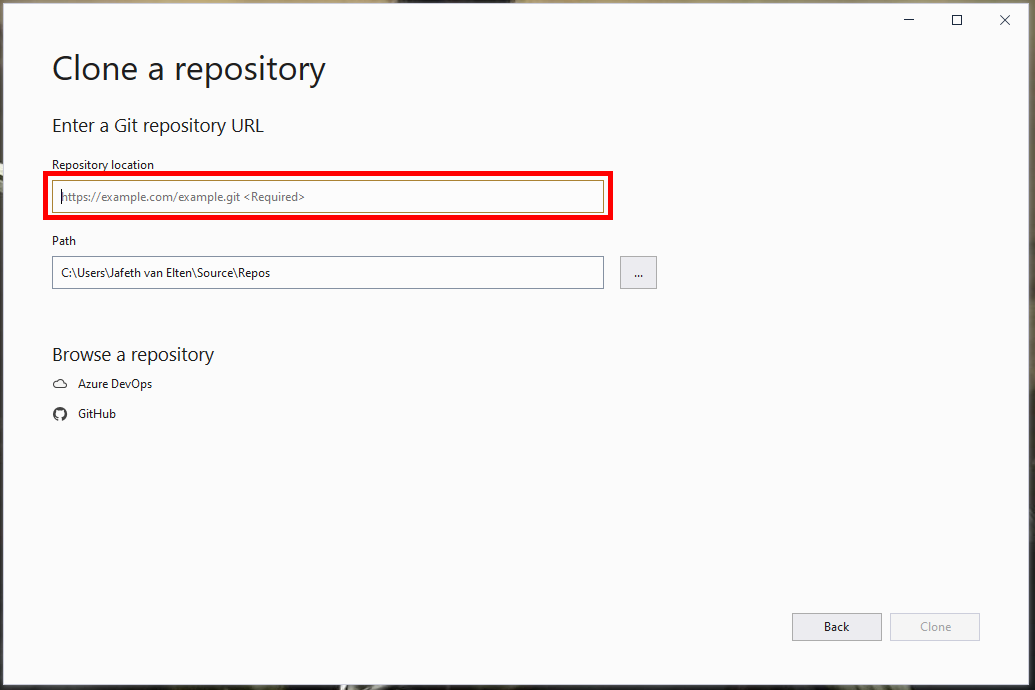 Clone a repository
Enter a Git repository URL
Repository location
https://example.com/example.git <Required>
Path
C:\Users\Jafeth van Elten\Source\Repos
...
Browse a repository
Azure DevOps
GitHub
Back
Clone